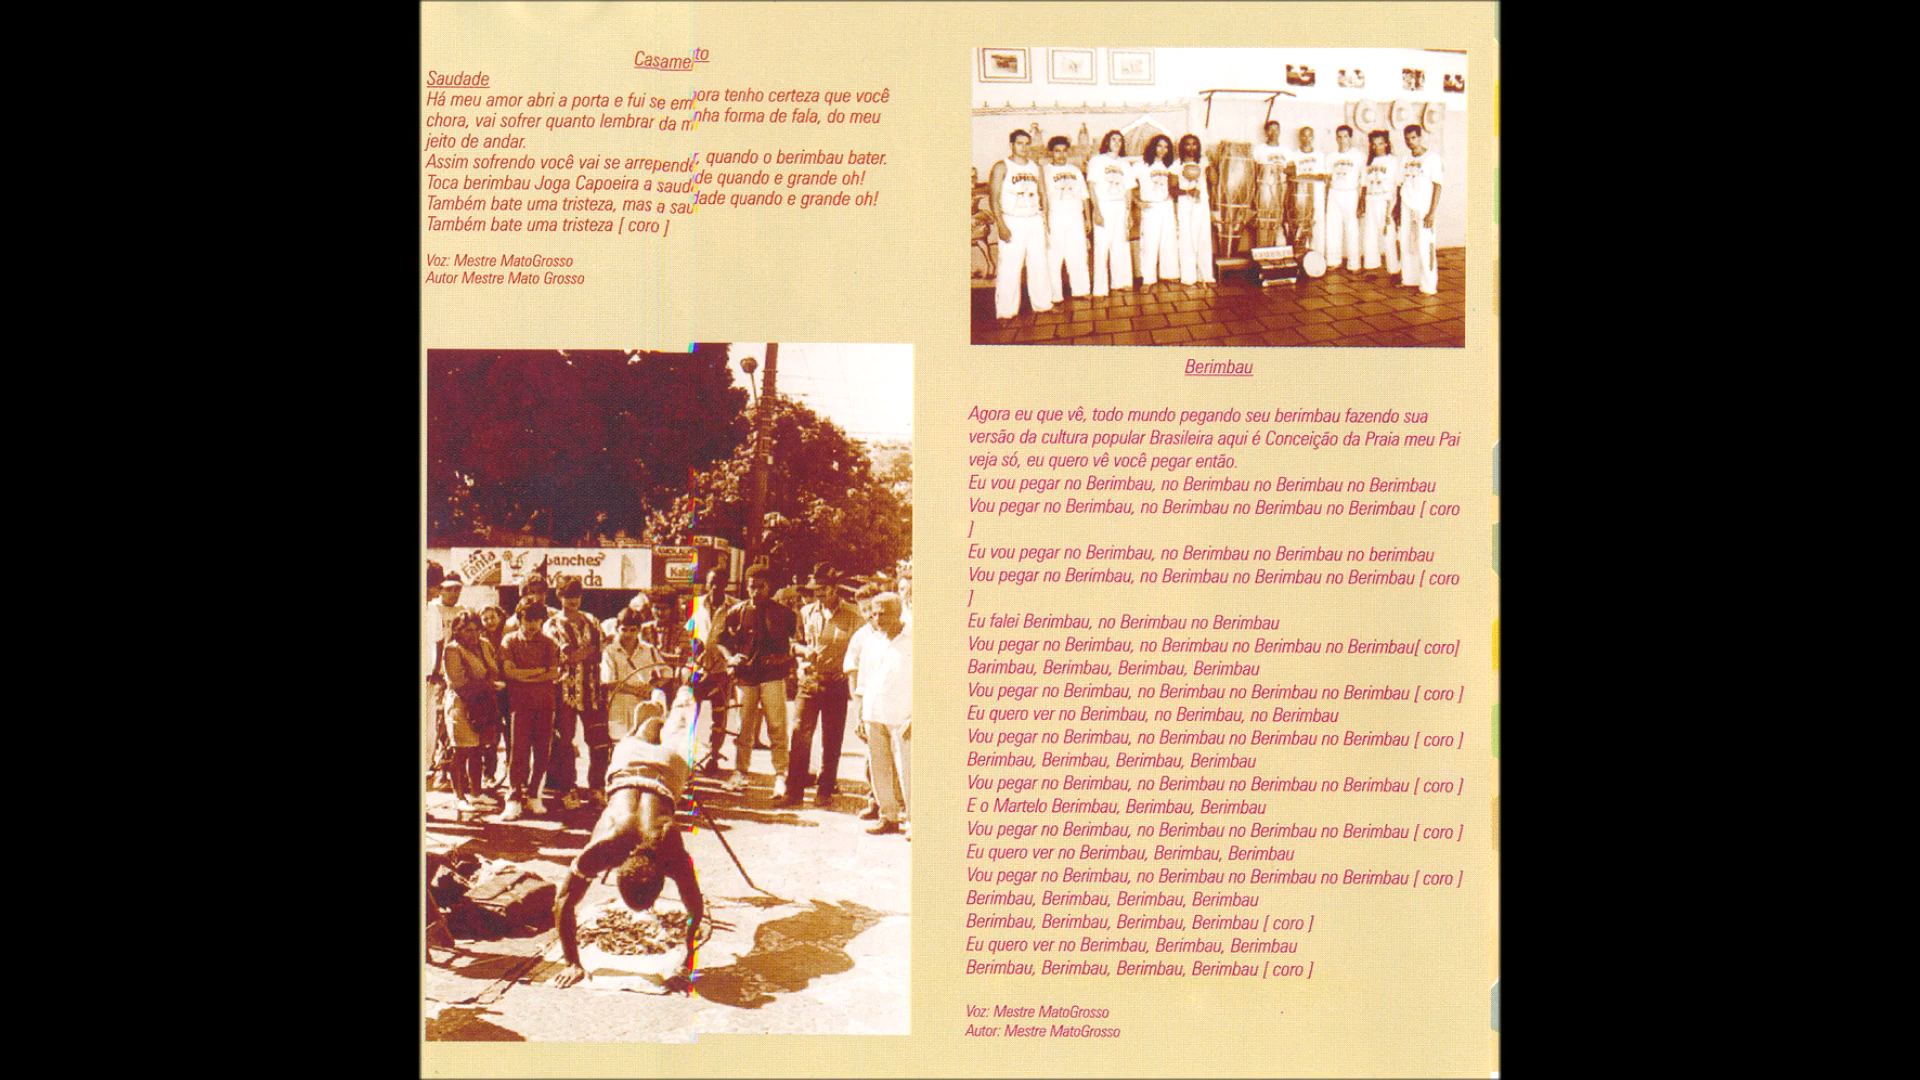 Casamento
Saudade
Há meu amor abri a porta e fui se embora tenho certeza que você
chora, vai sofrer quanto lembrar da minha forma de fala, do meu
jeito de andar.
Assim sofrendo você vai se arrepender, quando o berimbau bater.
Toca berimbau Joga Capoeira a saudade quando e grande oh!
Também bate uma tristeza, mas a saudade quando e grande oh!
Também bate uma tristeza [ coro ]
Voz: Mestre MatoGrosso
Autor Mestre Mato Grosso
Fanta
Lanches
CAPOEIRA
Berimbau
Agora eu que vê, todo mundo pegando seu berimbau fazendo sua
versão da cultura popular Brasileira aqui é Conceição da Praia meu Pai
veja só, eu quero vê você pegar então.
Eu vou pegar no Berimbau, no Berimbau no Berimbau no Berimbau
Vou pegar no Berimbau, no Berimbau no Berimbau no Berimbau [ coro
]
Eu vou pegar no Berimbau, no Berimbau no Berimbau no berimbau
Vou pegar no Berimbau, no Berimbau no Berimbau no Berimbau [ coro
]
Eu falei Berimbau, no Berimbau no Berimbau
Vou pegar no Berimbau, no Berimbau no Berimbau no Berimbau[ coro]
Barimbau, Berimbau, Berimbau, Berimbau
Vou pegar no Berimbau, no Berimbau no Berimbau no Berimbau [ coro ]
Eu quero ver no Berimbau, no Berimbau, no Berimbau
Vou pegar no Berimbau, no Berimbau no Berimbau no Berimbau [ coro ]
Berimbau, Berimbau, Berimbau, Berimbau
Vou pegar no Berimbau, no Berimbau no Berimbau no Berimbau [ coro ]
E o Martelo Berimbau, Berimbau, Berimbau
Vou pegar no Berimbau, no Berimbau no Berimbau no Berimbau [ coro ]
Eu quero ver no Berimbau, Berimbau, Berimbau
Vou pegar no Berimbau, no Berimbau no Berimbau no Berimbau [ coro ]
Berimbau, Berimbau, Berimbau, Berimbau
Berimbau, Berimbau, Berimbau, Berimbau [ coro ]
Eu quero ver no Berimbau, Berimbau, Berimbau
Berimbau, Berimbau, Berimbau, Berimbau [ coro ]
Voz: Mestre MatoGrosso
Autor: Mestre MatoGrosso